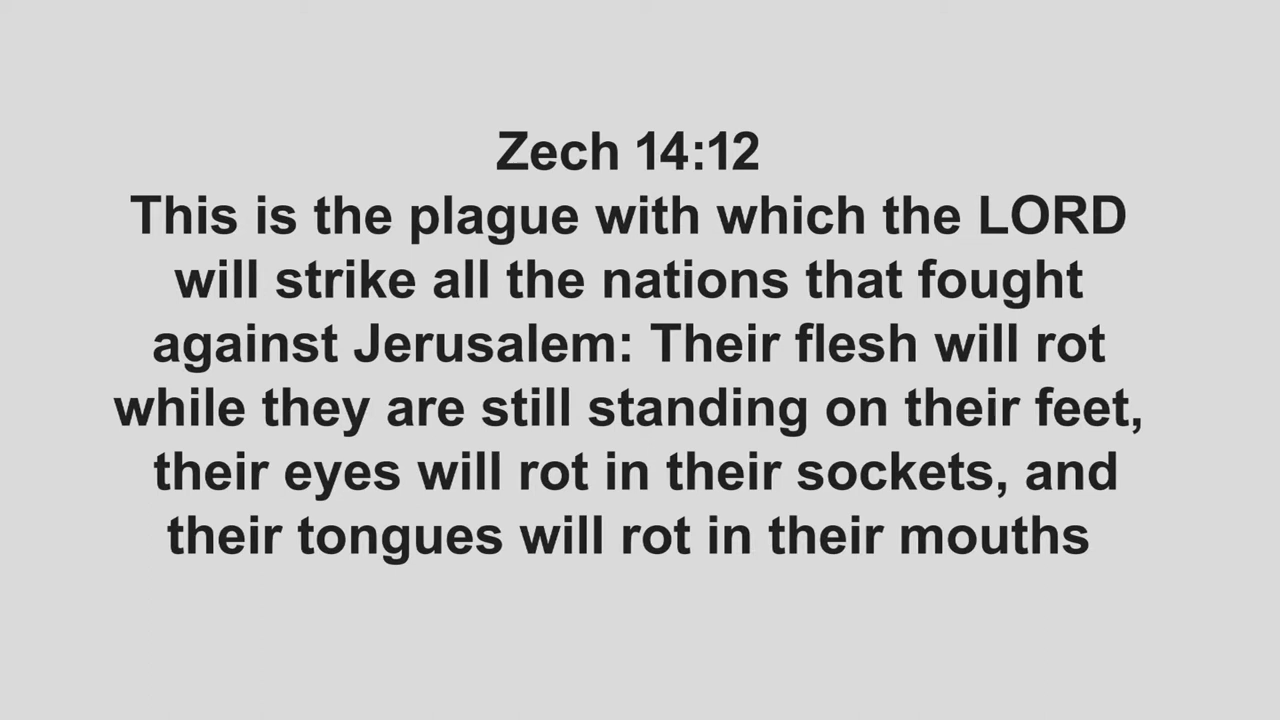 Zech 14:12
This is the plague with which the LORD
will strike all the nations that fought
against Jerusalem: Their flesh will rot
while they are still standing on their feet,
their eyes will rot in their sockets, and
their tongues will rot in their mouths